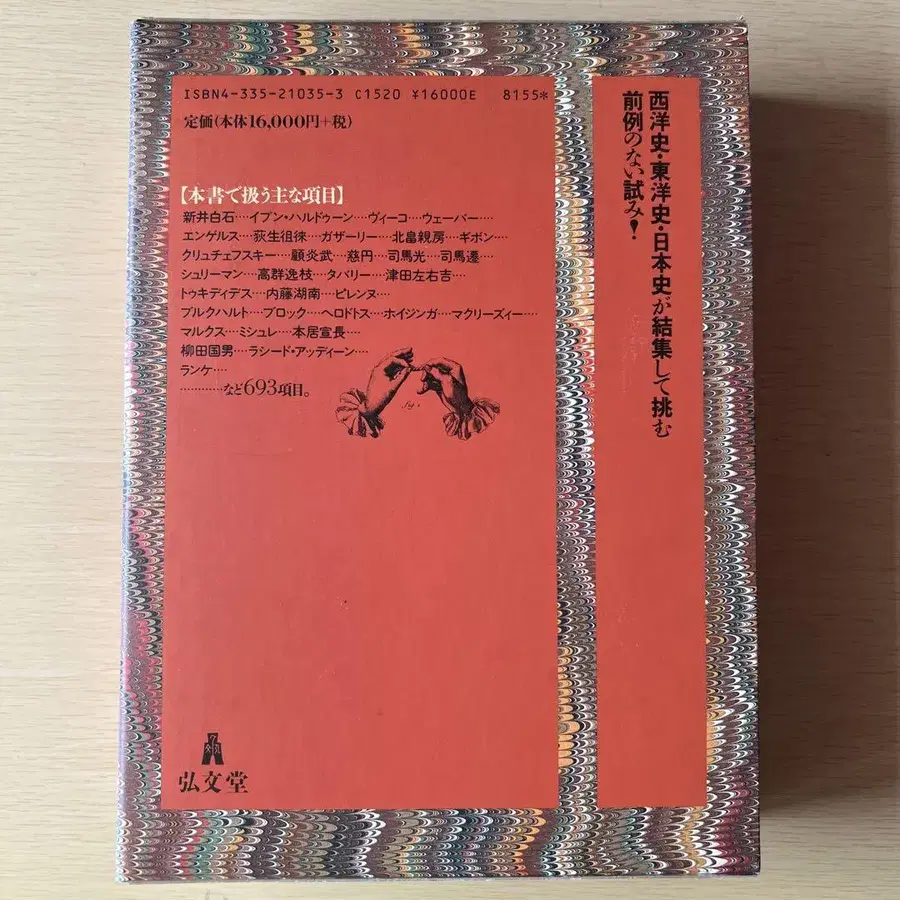 ISBN4-335-21035-3 C1520 ¥16000E 8155*
定価(本体16,000円+税)
【本書で扱う主な項目】
新井白石‥‥イブン・ハルドゥーン‥‥ヴィーコ‥‥ウェーバー‥‥
エンゲルス‥‥荻生徂徠‥‥ガザーリー‥‥北畠親房‥‥ギボン‥‥
クリュチェフスキー‥‥顧炎武‥‥慈円‥‥司馬光‥‥司馬遷‥‥
シュリーマン‥‥高群逸枝‥‥タバリー‥‥津田左右吉‥‥
トゥキディデス‥‥内藤湖南‥‥ピレンヌ‥‥
ブルクハルト‥‥ブロック‥‥ヘロドトス‥‥ホイジンガ‥‥マクリーズィー‥‥
マルクス‥‥ミシュレ‥‥本居宣長‥‥
柳田国男‥‥ラシード・アッディーン‥‥
ランケ‥‥
‥‥‥‥‥‥など693項目。
弘文堂
西洋史・東洋史・日本史が結集して挑む
前例のない試み!